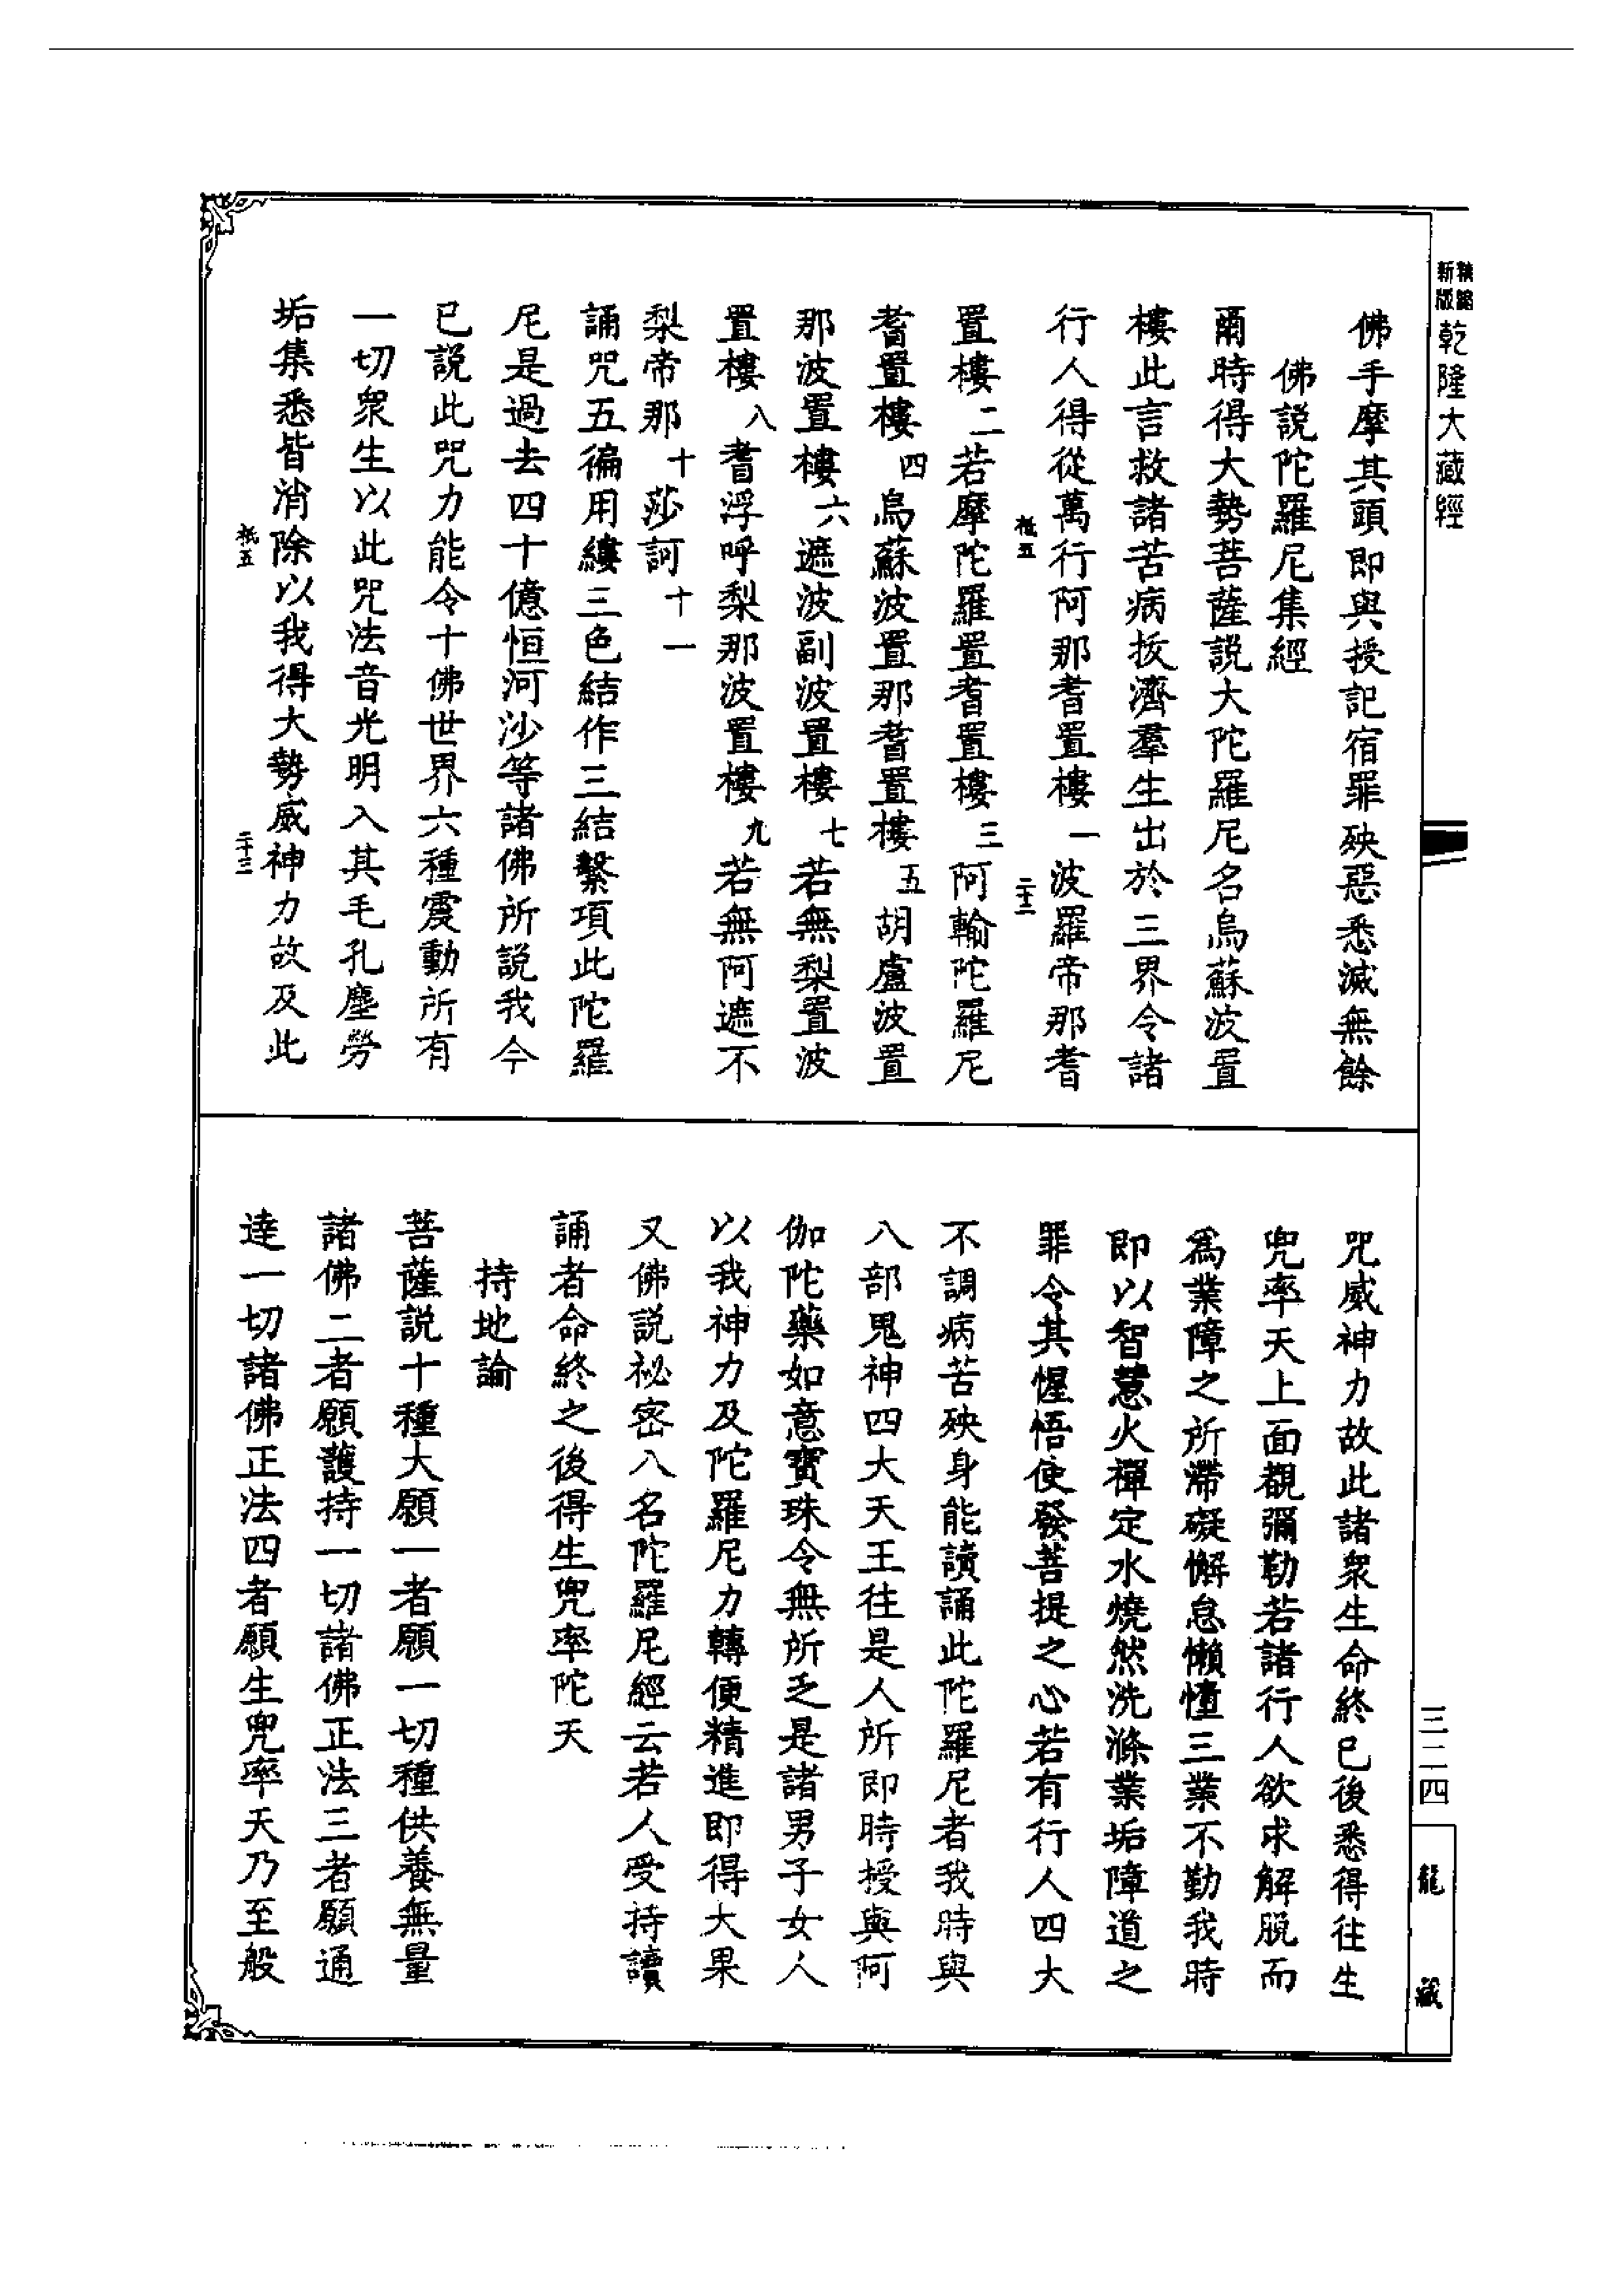 新版精縮乾隆大藏經
佛手摩其頭即與授記宿罪殃惡悉滅無餘
佛說陀羅尼集經
爾時得大勢菩薩說大陀羅尼名烏蘇波置
樓此言救諸苦病拔濟羣生出於三界令諸
行人得從萬行阿那耆置樓一波羅帝那耆
祇五
二十二
置樓二若摩陀羅置耆置樓三阿輸陀羅尼
耆置樓四烏蘇波置那耆置樓五胡盧波置
那波置樓六遮波副波置樓七若無梨置波
置樓八耆浮呼梨那波置樓九若無阿遮不
梨帝那十莎訶十一
誦咒五徧用縷三色結作三結繫項此陀羅
尼是過去四十億恒河沙等諸佛所說我今
已說此咒力能令十佛世界六種震動所有
一切眾生以此咒法音光明入其毛孔塵勞
垢集悉皆消除以我得大勢威神力故及此
祇五
二十三
咒威神力故此諸眾生命終已後悉得往生
兜率天上面覩彌勒若諸行人欲求解脫而
為業障之所滯礙懈怠懶惰三業不勤我時
即以智慧火禪定水燒然洗滌業垢障道之
罪令其惺悟使發菩提之心若有行人四大
不調病苦殃身能讀誦此陀羅尼者我時與
八部鬼神四大天王往是人所即時授與阿
伽陀藥如意寶珠令無所乏是諸男子女人
以我神力及陀羅尼力轉便精進即得大果
又佛說祕密八名陀羅尼經云若人受持讀
誦者命終之後得生兜率陀天
持地論
菩薩說十種大願一者願一切種供養無量
諸佛二者願護持一切諸佛正法三者願通
達一切諸佛正法四者願生兜率天乃至般
三二四
龍藏